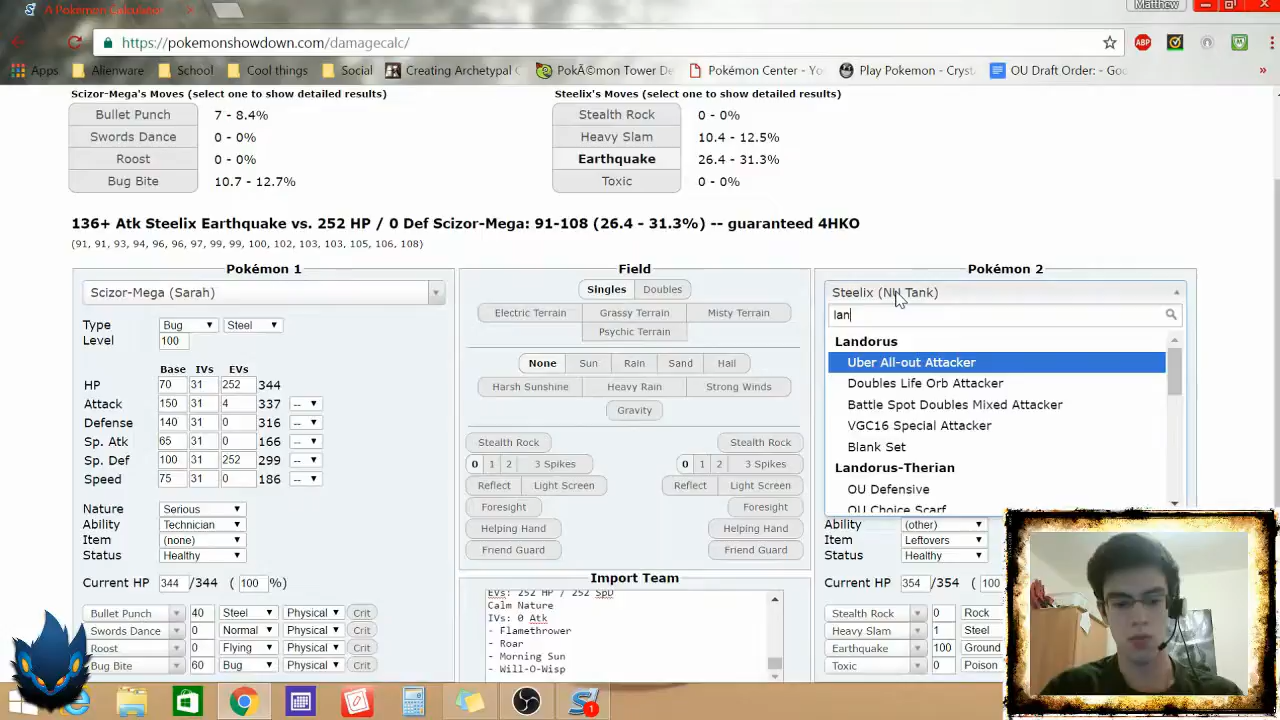 A Pokémon Calculator
Matthew
https://pokemonshowdown.com/damagecalc/
ABP
Apps Alienware School Cool things Social Creating Archetypal C PokÃ©mon Tower De Pokémon Center - Yo Play Pokemon - Cryst OU Draft Order: - Goo »
Scizor-Mega's Moves (select one to show detailed results)
Steelix's Moves (select one to show detailed results)
Bullet Punch 7 - 8.4%
Stealth Rock 0 - 0%
Swords Dance 0 - 0%
Heavy Slam 10.4 - 12.5%
Roost 0 - 0%
Earthquake 26.4 - 31.3%
Bug Bite 10.7 - 12.7%
Toxic 0 - 0%
136+ Atk Steelix Earthquake vs. 252 HP / 0 Def Scizor-Mega: 91-108 (26.4 - 31.3%) -- guaranteed 4HKO
(91, 91, 93, 94, 96, 96, 97, 99, 99, 100, 102, 103, 103, 105, 106, 108)
Pokémon 1
Scizor-Mega (Sarah)
Type Bug Steel
Level 100
Base IVs EVs
HP 70 31 252 344
Attack 150 31 4 337 --
Defense 140 31 0 316 --
Sp. Atk 65 31 0 166 --
Sp. Def 100 31 252 299 --
Speed 75 31 0 186 --
Nature Serious
Ability Technician
Item (none)
Status Healthy
Current HP 344 /344 ( 100 %)
Bullet Punch 40 Steel Physical Crit
Swords Dance 0 Normal Physical Crit
Roost 0 Flying Physical Crit
Bug Bite 60 Bug Physical Crit
Field
Singles Doubles
Electric Terrain Grassy Terrain Misty Terrain
Psychic Terrain
None Sun Rain Sand Hail
Harsh Sunshine Heavy Rain Strong Winds
Gravity
Stealth Rock Stealth Rock
0 1 2 3 Spikes 0 1 2 3 Spikes
Reflect Light Screen Reflect Light Screen
Foresight Foresight
Helping Hand Helping Hand
Friend Guard Friend Guard
Import Team
EVs: 252 HP / 252 SpD
Calm Nature
IVs: 0 Atk
- Flamethrower
- Roar
- Morning Sun
- Will-O-Wisp
Pokémon 2
Steelix (NU Tank)
lan
Landorus
Uber All-out Attacker
Doubles Life Orb Attacker
Battle Spot Doubles Mixed Attacker
VGC16 Special Attacker
Blank Set
Landorus-Therian
OU Defensive
OU Choice Scarf
Ability (other)
Item Leftovers
Status Healthy
Current HP 354 /354 ( 100
Stealth Rock 0 Rock
Heavy Slam 1 Steel
Earthquake 100 Ground
Toxic 0 Poison
1